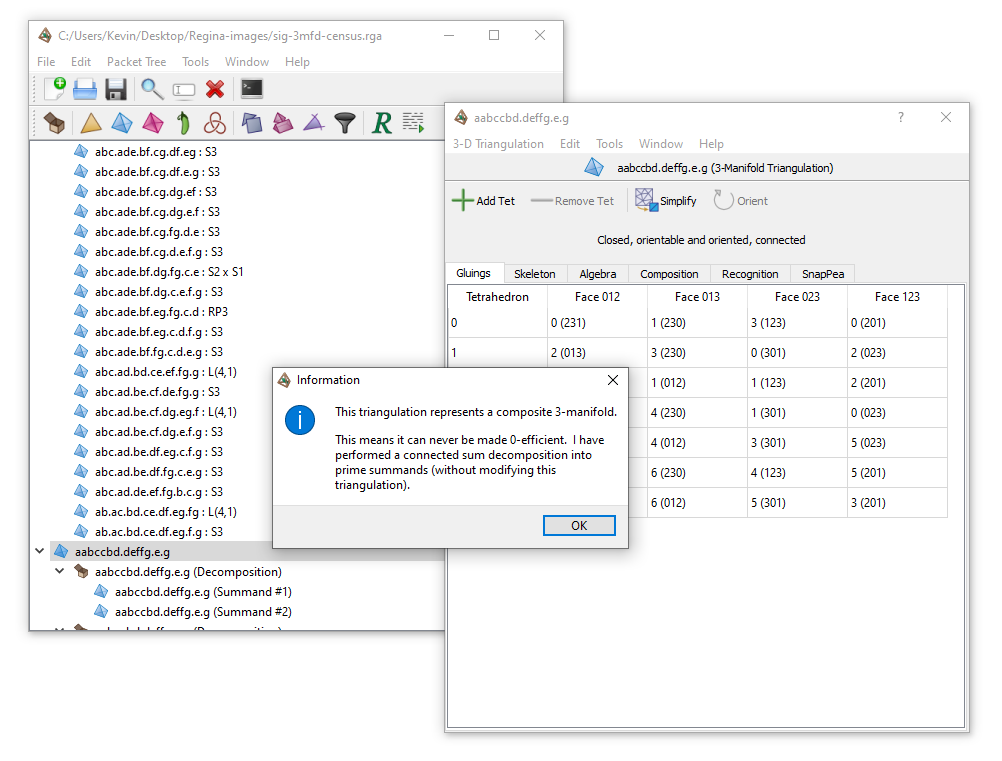 C:/Users/Kevin/Desktop/Regina-images/sig-3mfd-census.rga
File Edit Packet Tree Tools Window Help
abc.ade.bf.cg.df.eg : S3
abc.ade.bf.cg.df.e.g : S3
abc.ade.bf.cg.dg.ef : S3
abc.ade.bf.cg.dg.e.f : S3
abc.ade.bf.cg.fg.d.e : S3
abc.ade.bf.cg.d.e.f.g : S3
abc.ade.bf.dg.fg.c.e : S2 x S1
abc.ade.bf.dg.c.e.f.g : S3
abc.ade.bf.eg.fg.c.d : RP3
abc.ade.bf.eg.c.d.f.g : S3
abc.ade.bf.fg.c.d.e.g : S3
abc.ad.bd.ce.ef.fg.g : L(4,1)
abc.ad.be.cf.de.fg.g : S3
abc.ad.be.cf.dg.eg.f : L(4,1)
abc.ad.be.cf.dg.e.f.g : S3
abc.ad.be.df.eg.c.f.g : S3
abc.ad.be.df.fg.c.e.g : S3
abc.ad.de.ef.fg.b.c.g : S3
ab.ac.bd.ce.df.eg.fg : L(4,1)
ab.ac.bd.ce.df.eg.f.g : S3
aabccbd.deffg.e.g
aabccbd.deffg.e.g (Decomposition)
aabccbd.deffg.e.g (Summand #1)
aabccbd.deffg.e.g (Summand #2)
aabccbd.deffg.e.g
?
3-D Triangulation Edit Tools Window Help
aabccbd.deffg.e.g (3-Manifold Triangulation)
Add Tet Remove Tet Simplify Orient
Closed, orientable and oriented, connected
Gluings Skeleton Algebra Composition Recognition SnapPea
Tetrahedron Face 012 Face 013 Face 023 Face 123
0 0 (231) 1 (230) 3 (123) 0 (201)
1 2 (013) 3 (230) 0 (301) 2 (023)
1 (012) 1 (123) 2 (201)
4 (230) 1 (301) 0 (023)
4 (012) 3 (301) 5 (023)
6 (230) 4 (123) 5 (201)
6 (012) 5 (301) 3 (201)
Information
This triangulation represents a composite 3-manifold.
This means it can never be made 0-efficient. I have
performed a connected sum decomposition into
prime summands (without modifying this
triangulation).
OK